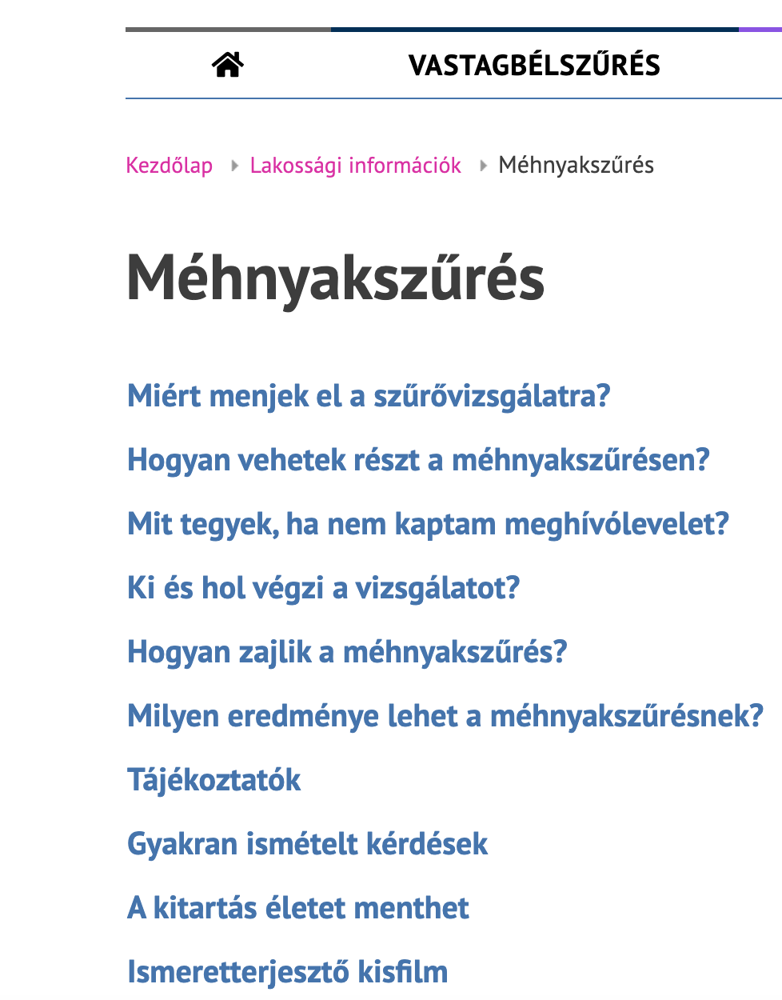 VASTAGBÉLSZŰRÉS
Kezdőlap Lakossági információk Méhnyakszűrés
Méhnyakszűrés
Miért menjek el a szűrővizsgálatra?
Hogyan vehetek részt a méhnyakszűrésen?
Mit tegyek, ha nem kaptam meghívólevelet?
Ki és hol végzi a vizsgálatot?
Hogyan zajlik a méhnyakszűrés?
Milyen eredménye lehet a méhnyakszűrésnek?
Tájékoztatók
Gyakran ismételt kérdések
A kitartás életet menthet
Ismeretterjesztő kisfilm